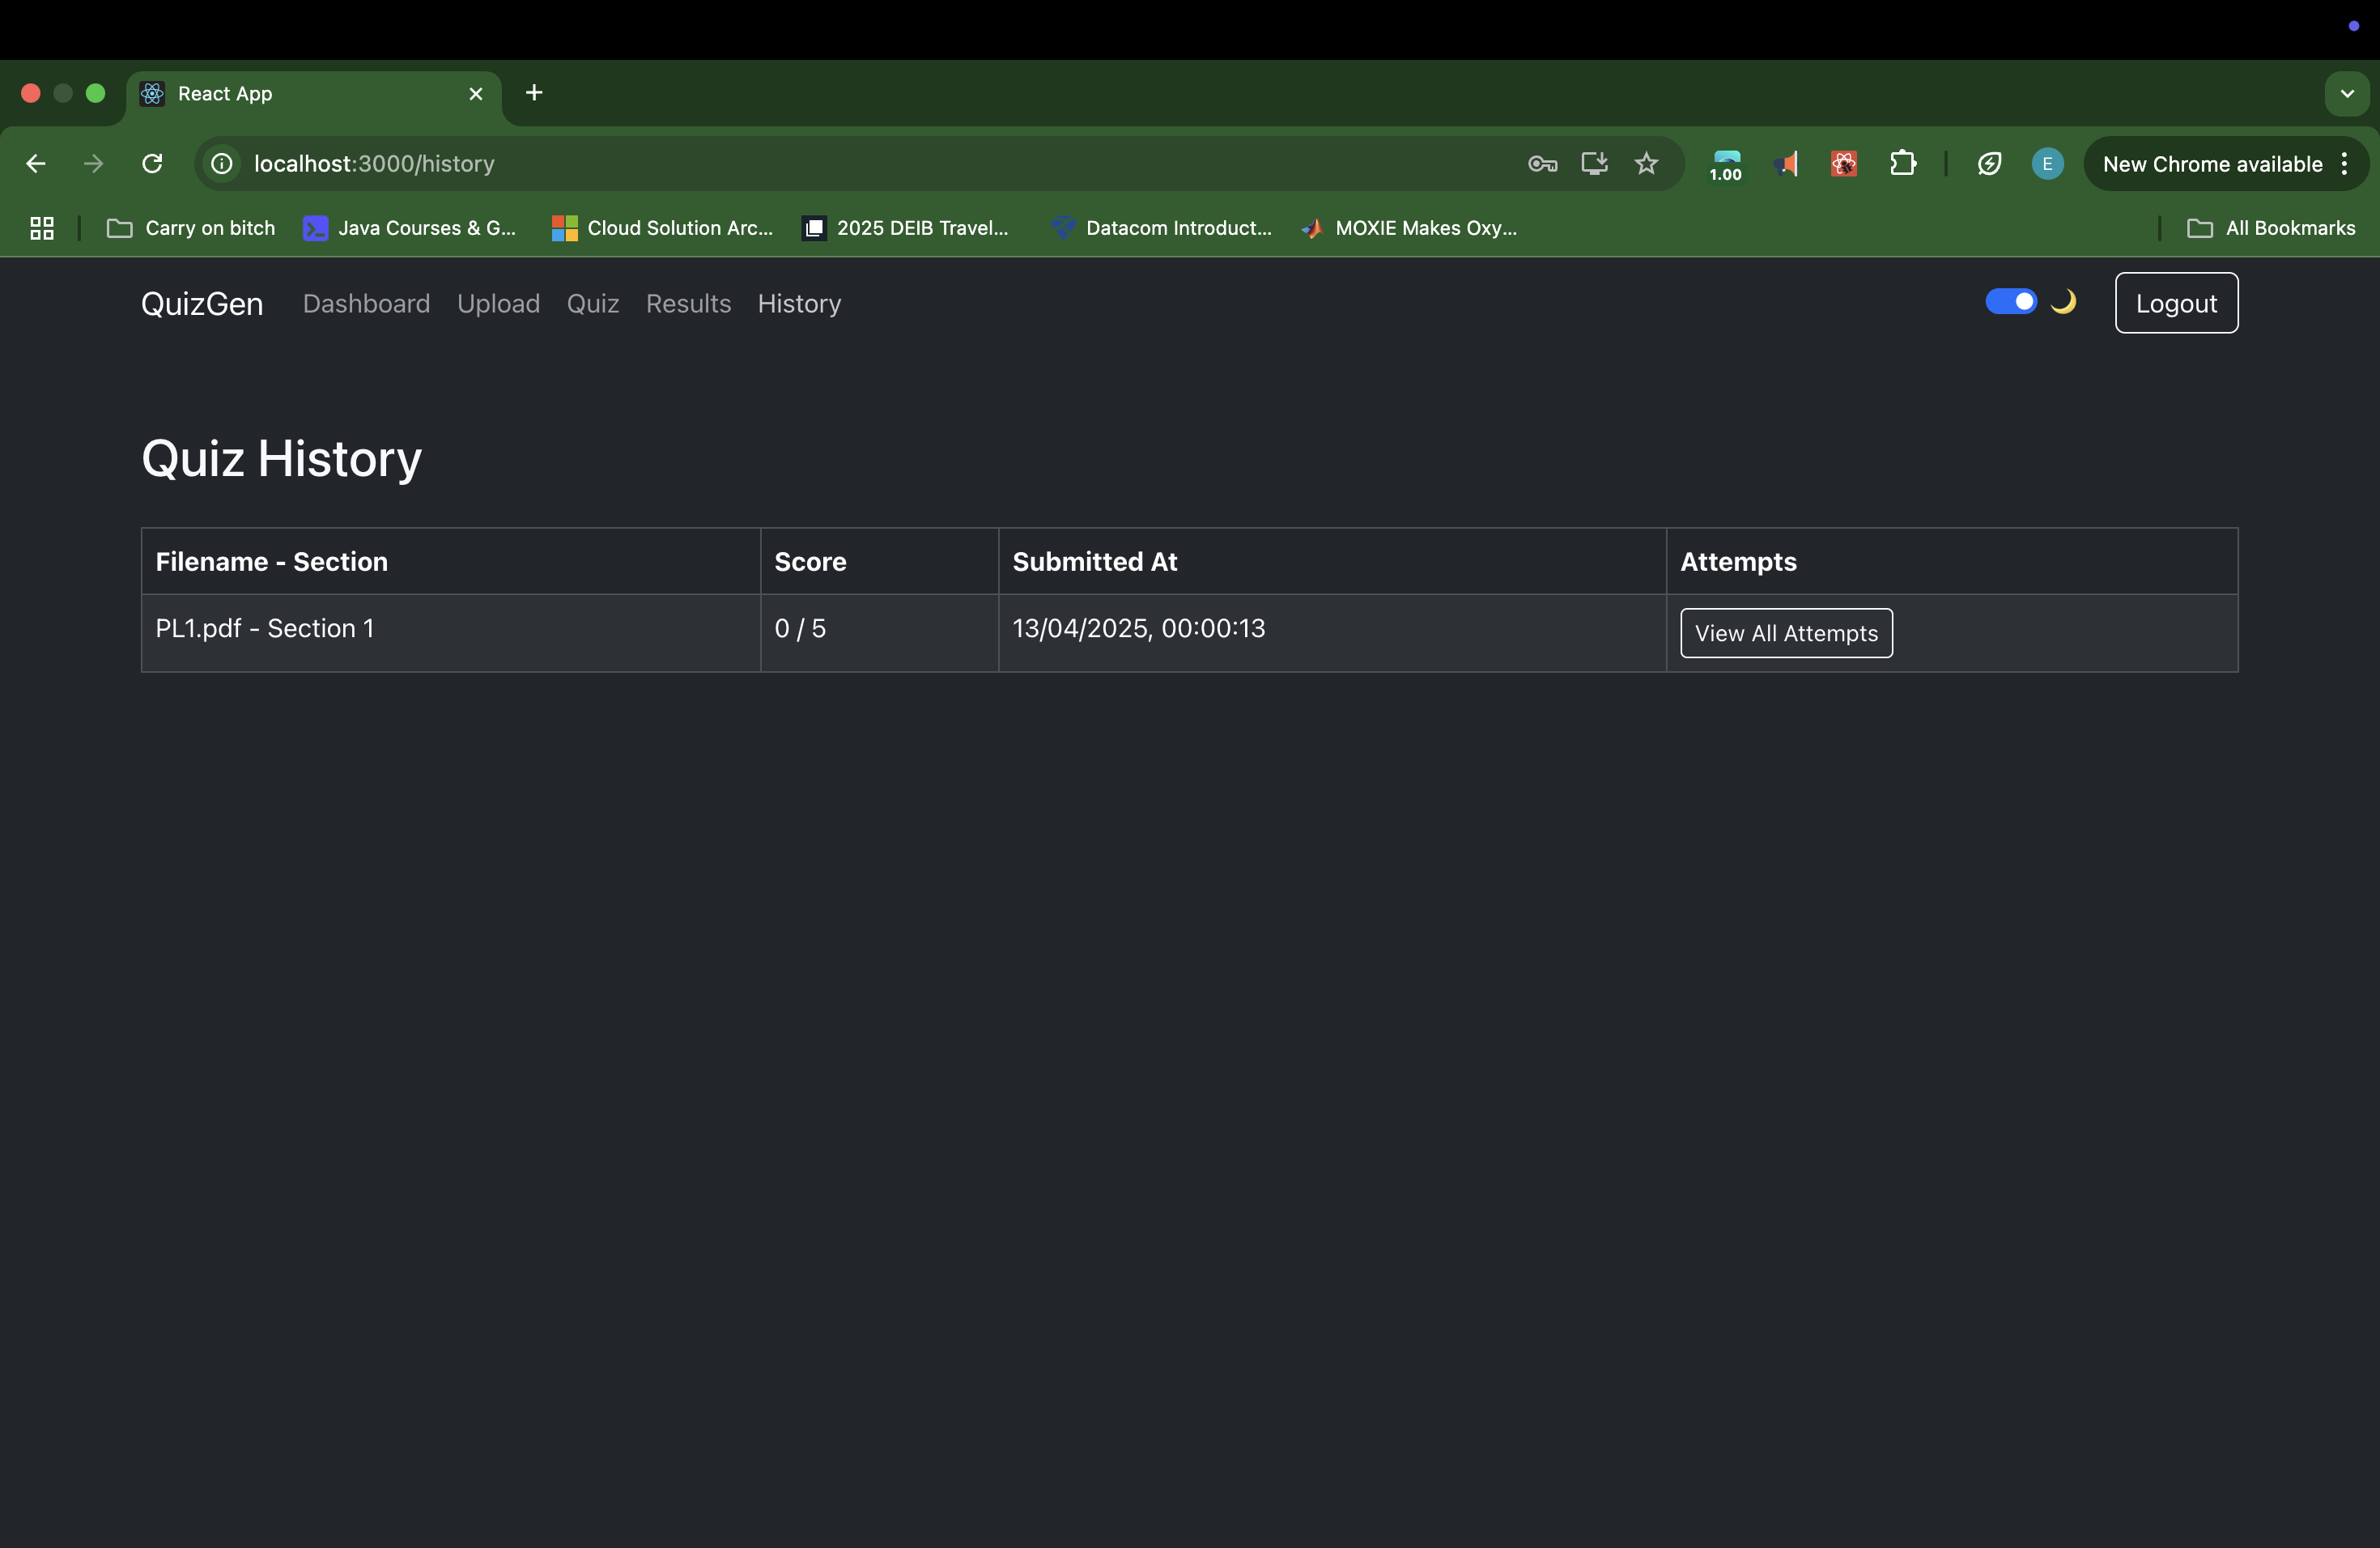 React App
localhost:3000/history
1.00
E
New Chrome available
Carry on bitch
Java Courses & G...
Cloud Solution Arc...
2025 DEIB Travel...
Datacom Introduct...
MOXIE Makes Oxy...
All Bookmarks
QuizGen Dashboard Upload Quiz Results History Logout
Quiz History
Filename - Section Score Submitted At Attempts
PL1.pdf - Section 1 0 / 5 13/04/2025, 00:00:13 View All Attempts